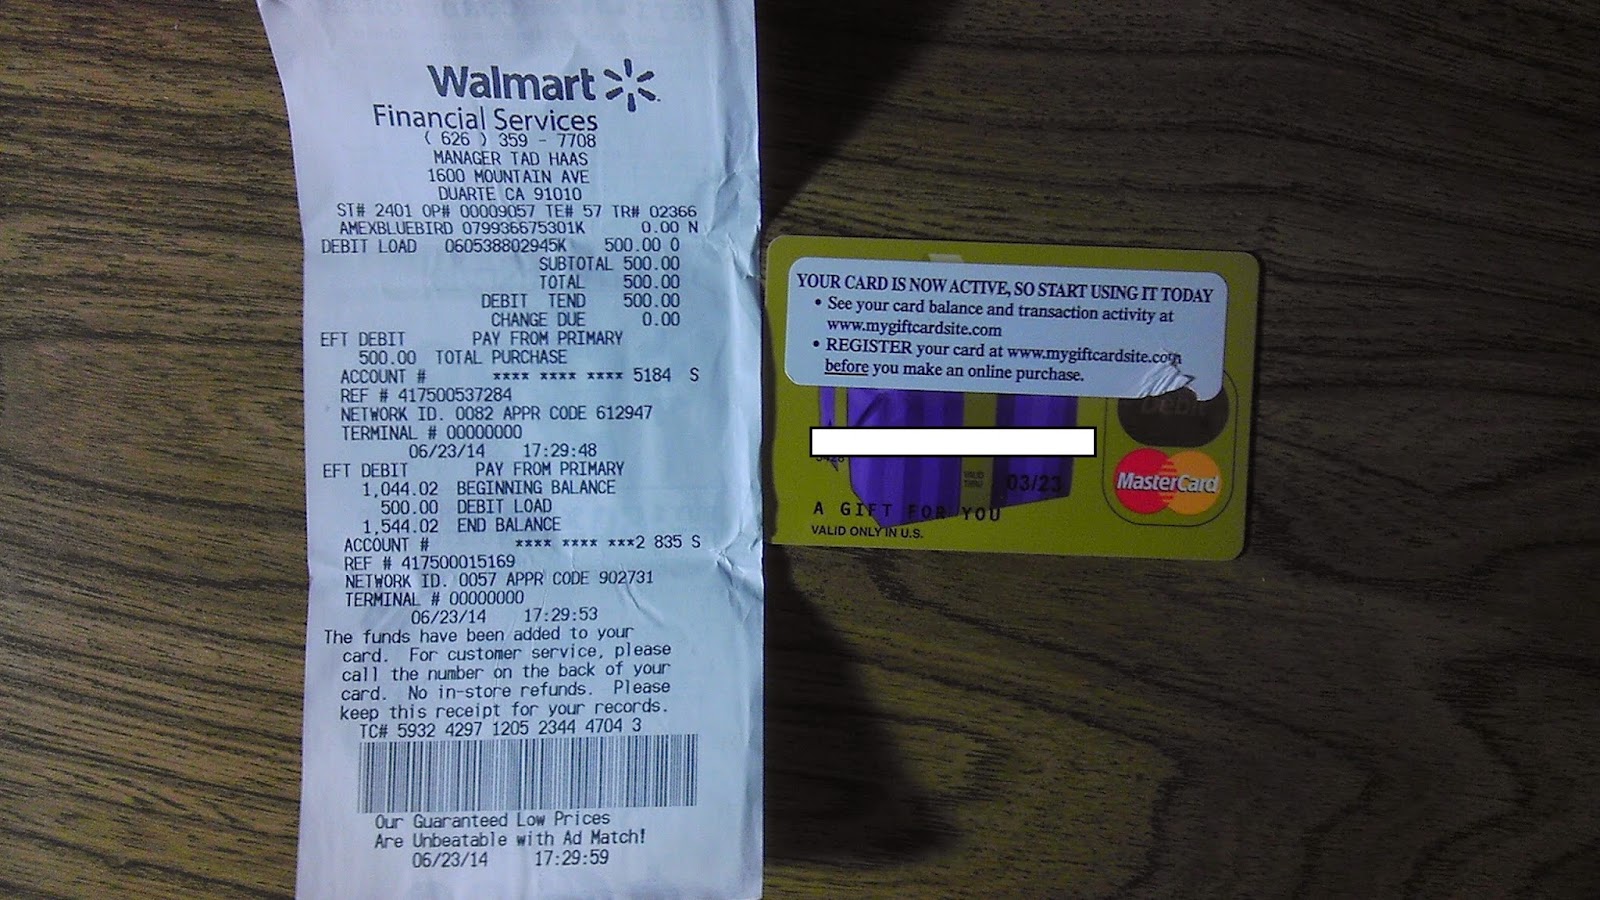 Walmart
Financial Services
( 626 ) 359 - 7708
MANAGER TAD HAAS
1600 MOUNTAIN AVE
DUARTE CA 91010
ST# 2401 OP# 00009057 TE# 57 TR# 02366
AMEXBLUEBIRD 079936675301K 0.00 N
DEBIT LOAD 060538802945K 500.00 O
SUBTOTAL 500.00
TOTAL 500.00
DEBIT TEND 500.00
CHANGE DUE 0.00
EFT DEBIT PAY FROM PRIMARY
500.00 TOTAL PURCHASE
ACCOUNT # **** **** **** 5184 S
REF # 417500537284
NETWORK ID. 0082 APPR CODE 612947
TERMINAL # 00000000
06/23/14 17:29:48
EFT DEBIT PAY FROM PRIMARY
1,044.02 BEGINNING BALANCE
500.00 DEBIT LOAD
1,544.02 END BALANCE
ACCOUNT # **** **** ***2 835 S
REF # 417500015169
NETWORK ID. 0057 APPR CODE 902731
TERMINAL # 00000000
06/23/14 17:29:53
The funds have been added to your
card. For customer service, please
call the number on the back of your
card. No in-store refunds. Please
keep this receipt for your records.
TC# 5932 4297 1205 2344 4704 3
Our Guaranteed Low Prices
Are Unbeatable with Ad Match!
06/23/14 17:29:59
YOUR CARD IS NOW ACTIVE, SO START USING IT TODAY
• See your card balance and transaction activity at
www.mygiftcardsite.com
• REGISTER your card at www.mygiftcardsite.com
before you make an online purchase.
Debit
VALID
THRU
03/23
MasterCard
A GIFT FOR YOU
VALID ONLY IN U.S.